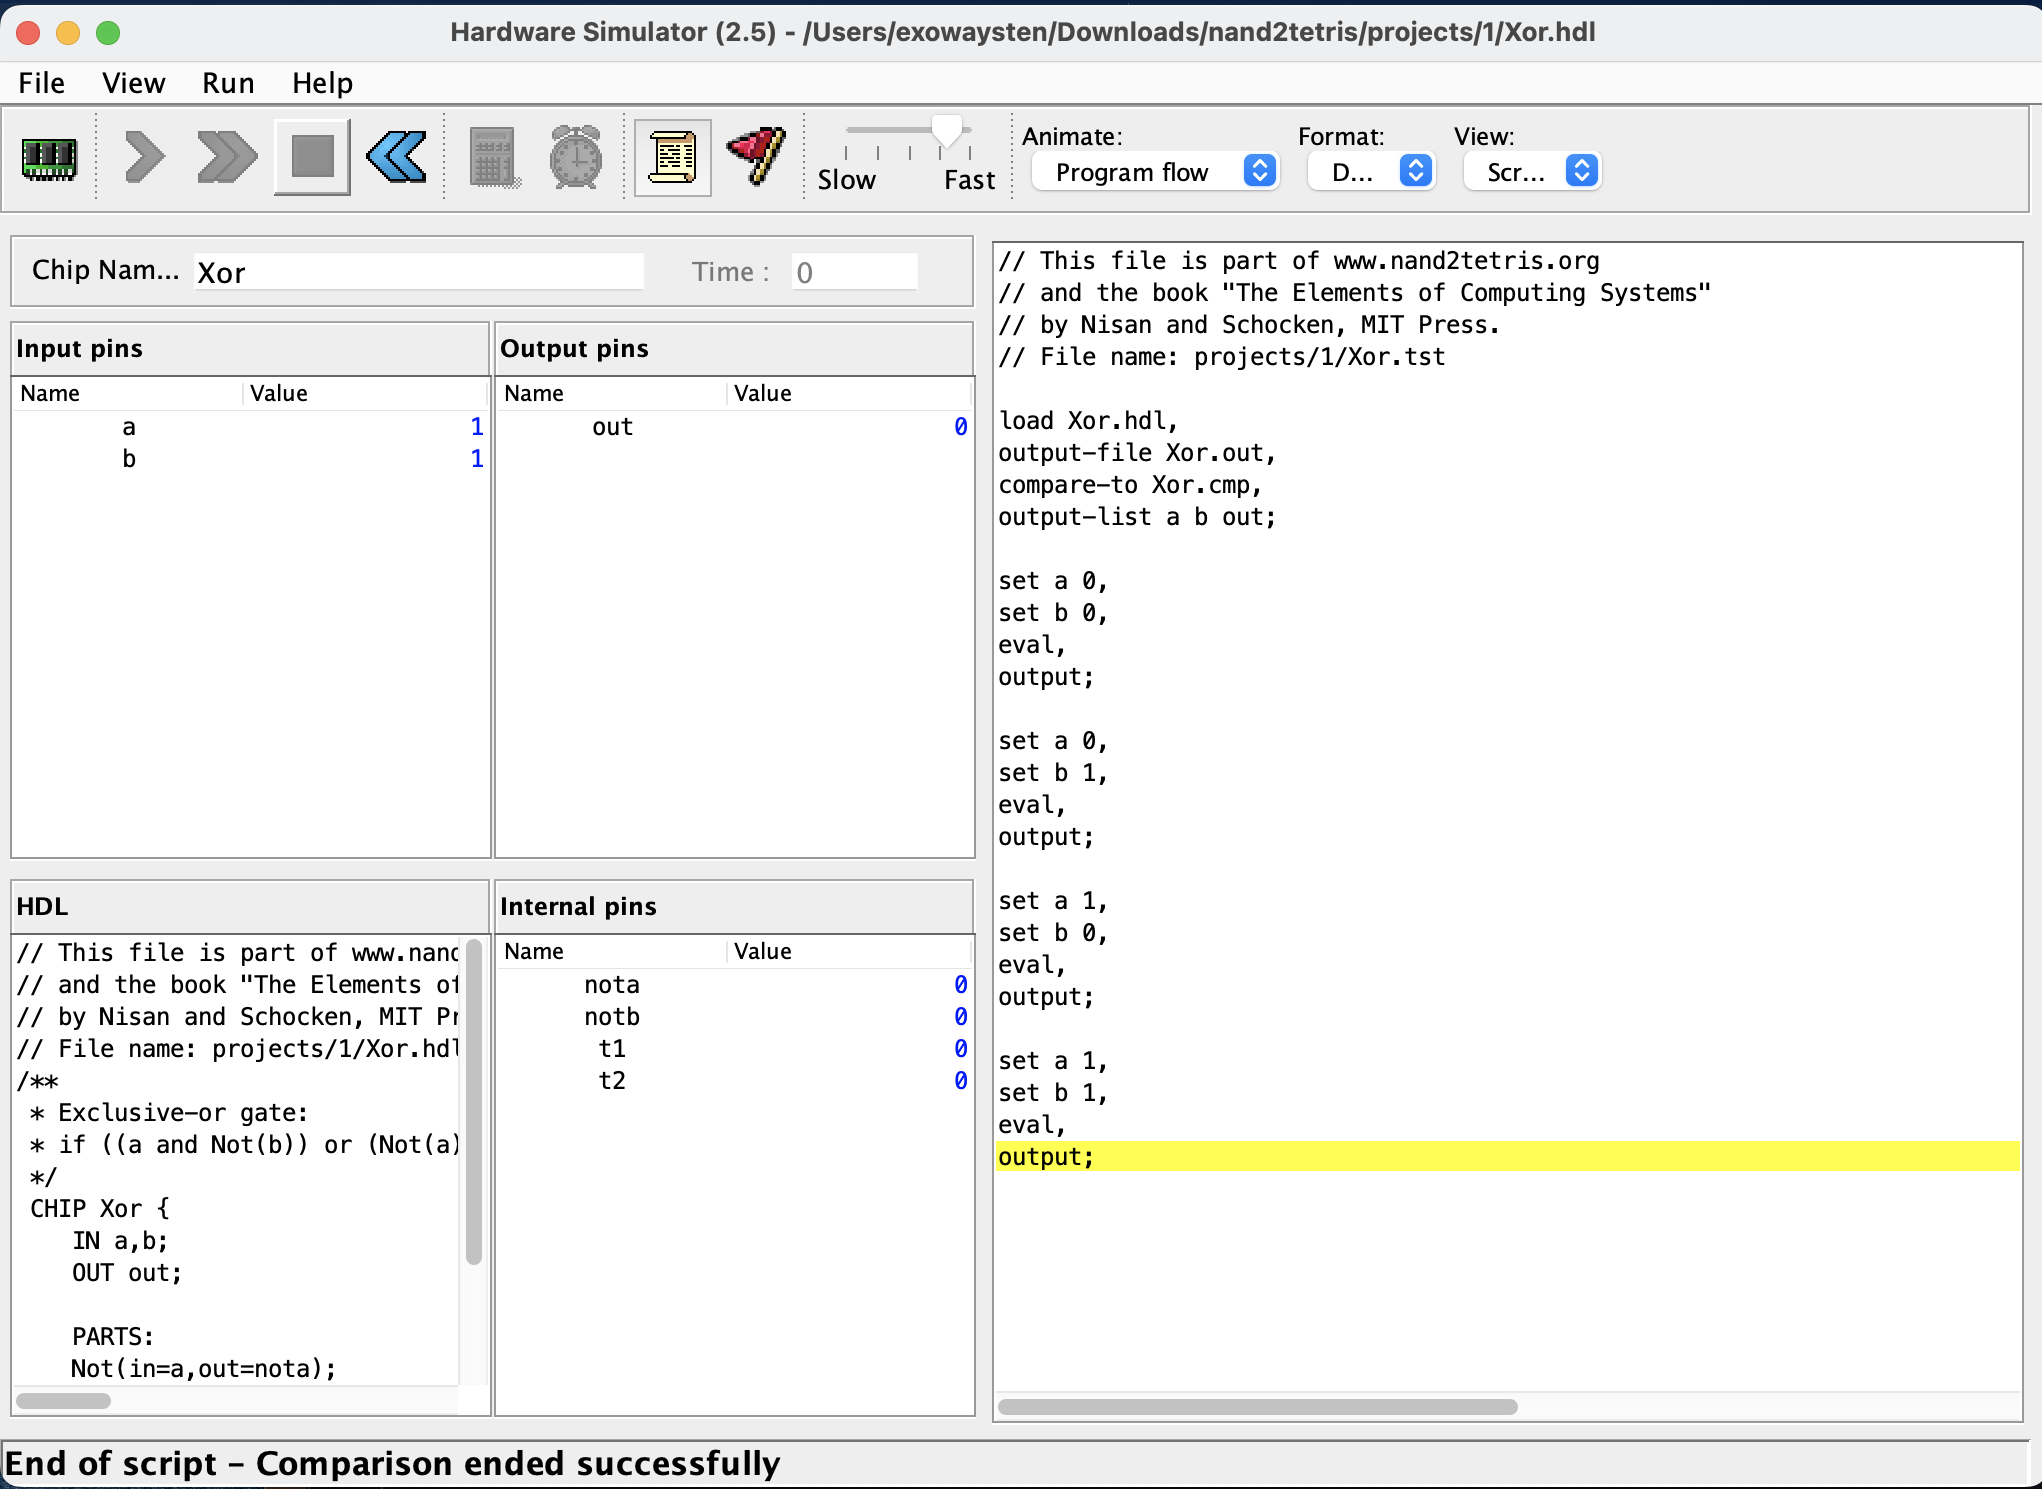 Hardware Simulator (2.5) - /Users/exowaysten/Downloads/nand2tetris/projects/1/Xor.hdl
File View Run Help
Slow Fast
Animate:
Program flow
Format:
D...
View:
Scr...
Chip Nam... Xor Time : 0
Input pins
Name Value
a 1
b 1
Output pins
Name Value
out 0
HDL
// This file is part of www.nand
// and the book "The Elements of
// by Nisan and Schocken, MIT Pr
// File name: projects/1/Xor.hdl
/**
* Exclusive-or gate:
* if ((a and Not(b)) or (Not(a)
*/
CHIP Xor {
IN a,b;
OUT out;
PARTS:
Not(in=a,out=nota);
Internal pins
Name Value
nota 0
notb 0
t1 0
t2 0
// This file is part of www.nand2tetris.org
// and the book "The Elements of Computing Systems"
// by Nisan and Schocken, MIT Press.
// File name: projects/1/Xor.tst
load Xor.hdl,
output-file Xor.out,
compare-to Xor.cmp,
output-list a b out;
set a 0,
set b 0,
eval,
output;
set a 0,
set b 1,
eval,
output;
set a 1,
set b 0,
eval,
output;
set a 1,
set b 1,
eval,
output;
End of script - Comparison ended successfully